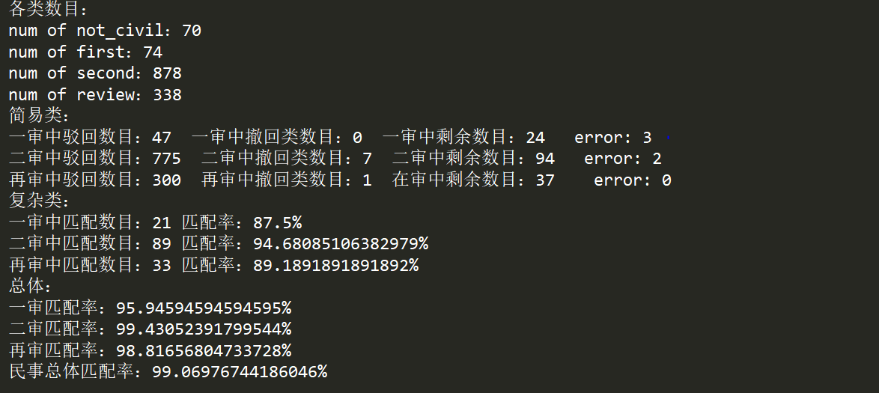 各类数目：
num of not_civil：70
num of first：74
num of second：878
num of review：338
简易类：
一审中驳回数目：47 一审中撤回类数目：0 一审中剩余数目：24 error: 3
二审中驳回数目：775 二审中撤回类数目：7 二审中剩余数目：94 error: 2
再审中驳回数目：300 再审中撤回类数目：1 在审中剩余数目：37 error: 0
复杂类：
一审中匹配数目：21 匹配率：87.5%
二审中匹配数目：89 匹配率：94.68085106382979%
再审中匹配数目：33 匹配率：89.1891891891892%
总体：
一审匹配率：95.94594594594595%
二审匹配率：99.43052391799544%
再审匹配率：98.81656804733728%
民事总体匹配率：99.06976744186046%